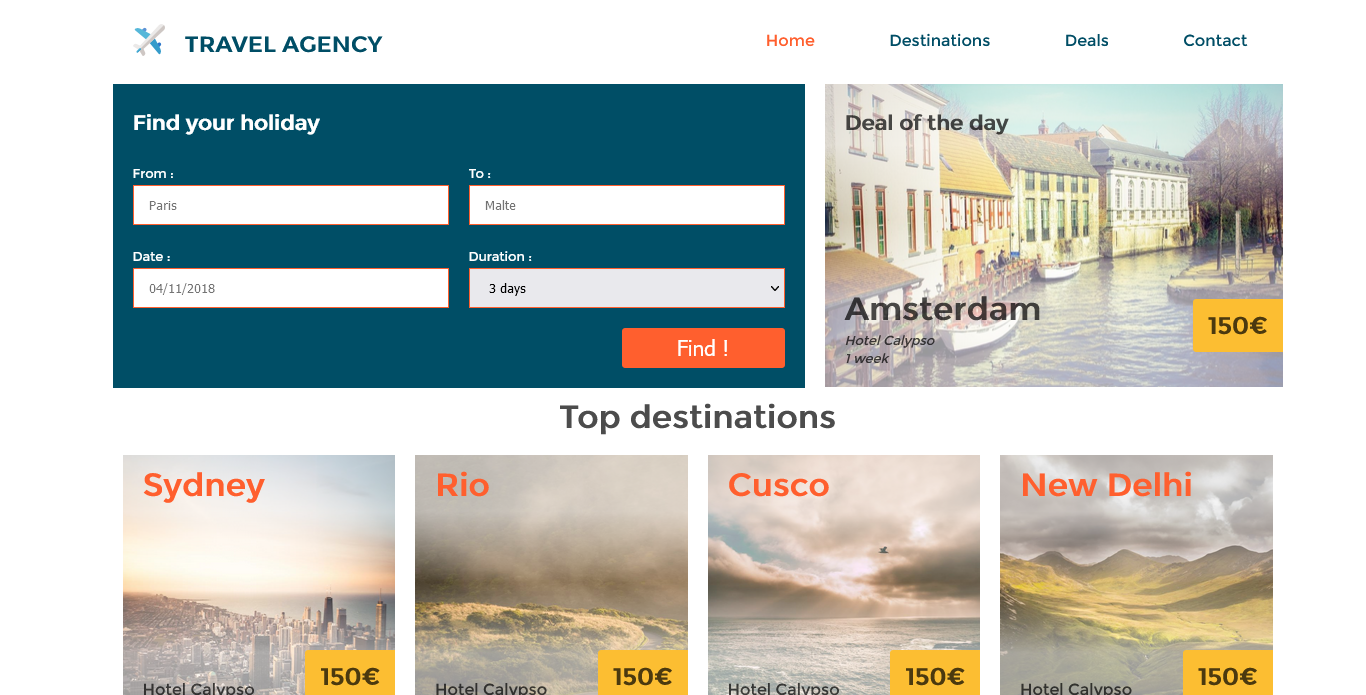 TRAVEL AGENCY
Home
Destinations
Deals
Contact
Find your holiday
From :
To :
Paris
Malte
Date :
Duration :
04/11/2018
3 days
Find !
Deal of the day
Amsterdam
Hotel Calypso
1 week
150€
Top destinations
Sydney
150€
Hotel Calypso
Rio
150€
Hotel Calypso
Cusco
150€
Hotel Calypso
New Delhi
150€
Hotel Calypso